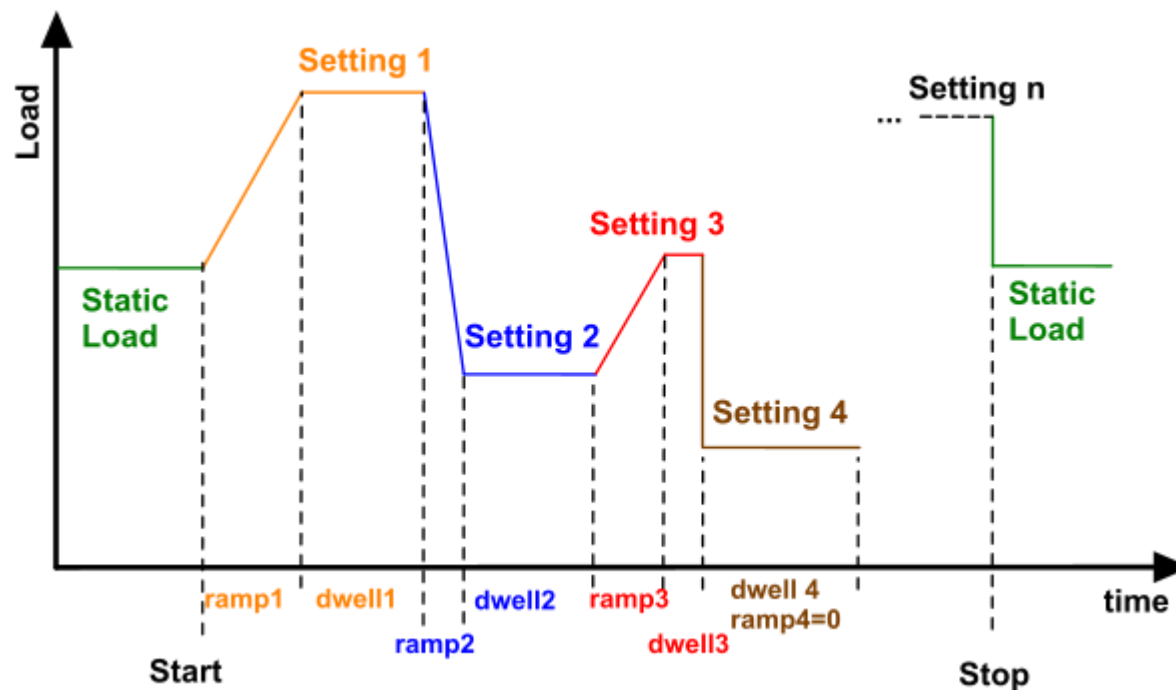 Load
Setting 1
Setting n
...
Setting 3
Static
Load
Static
Load
Setting 2
Setting 4
ramp1
dwell1
dwell2
ramp3
dwell 4
ramp4=0
time
ramp2
dwell3
Start
Stop